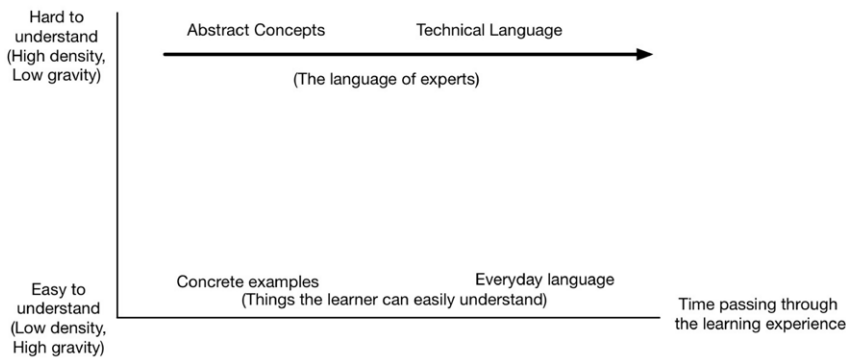 Hard to
understand
(High density,
Low gravity)
Abstract Concepts
Technical Language
(The language of experts)
Concrete examples
Everyday language
(Things the learner can easily understand)
Easy to
understand
(Low density,
High gravity)
Time passing through
the learning experience